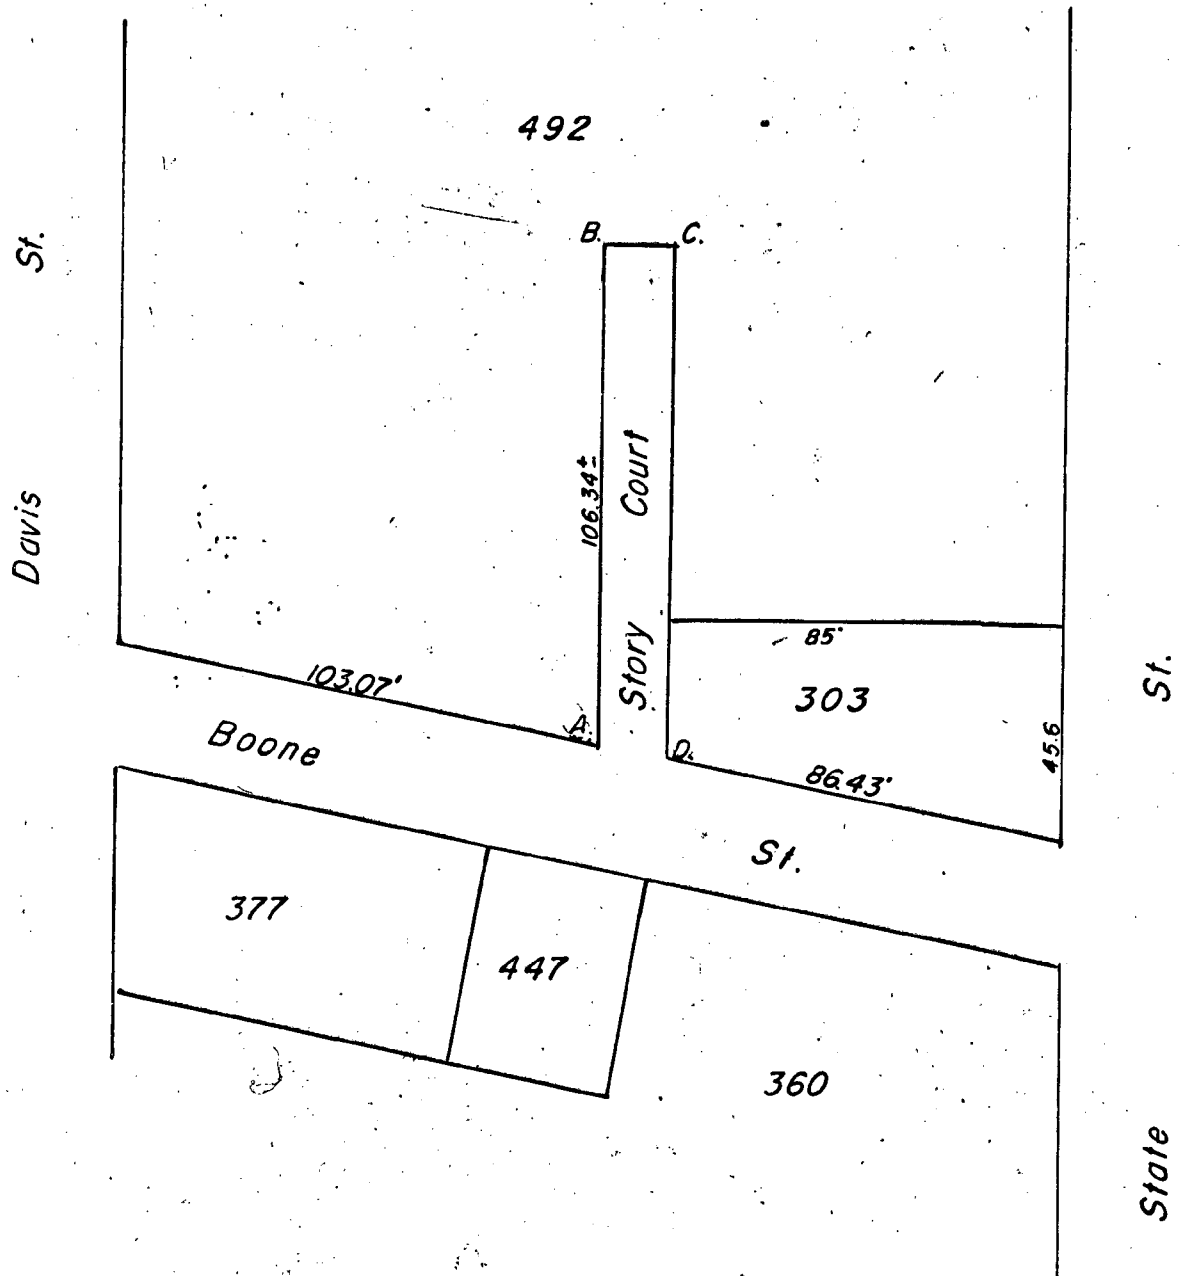 492
B.
C.
Davis St.
106.34±
Story Court
85'
303
45.6
103.07'
A.
D.
86.43'
Boone St.
377
447
360
State St.